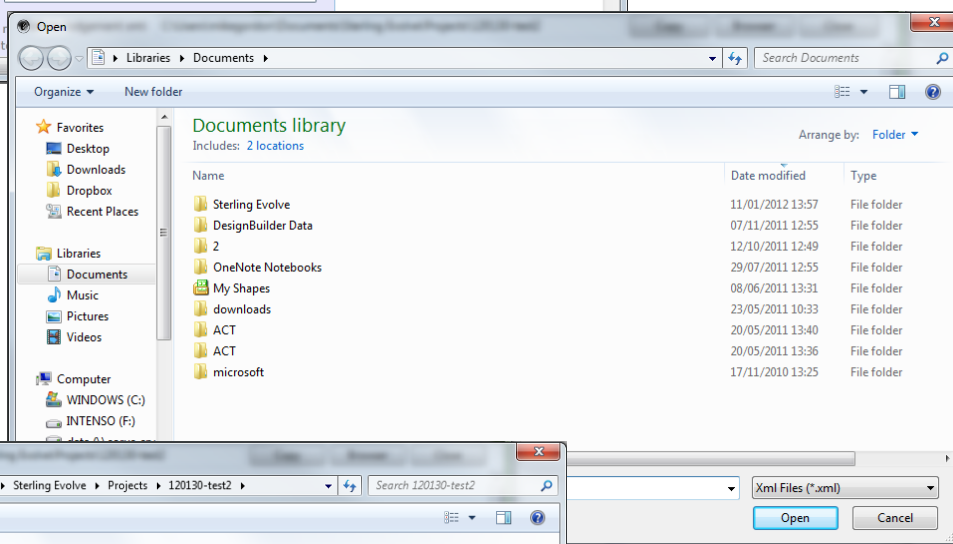 Open
Libraries Documents
Search Documents
Organize New folder
Favorites
Desktop
Downloads
Dropbox
Recent Places
Libraries
Documents
Music
Pictures
Videos
Computer
WINDOWS (C:)
INTENSO (F:)
Documents library
Includes: 2 locations
Arrange by: Folder
Name Date modified Type
Sterling Evolve 11/01/2012 13:57 File folder
DesignBuilder Data 07/11/2011 12:55 File folder
2 12/10/2011 12:49 File folder
OneNote Notebooks 29/07/2011 12:55 File folder
My Shapes 08/06/2011 13:31 File folder
downloads 23/05/2011 10:33 File folder
ACT 20/05/2011 13:40 File folder
ACT 20/05/2011 13:36 File folder
microsoft 17/11/2010 13:25 File folder
Sterling Evolve Projects 120130-test2
Search 120130-test2
Xml Files (*.xml)
Open Cancel